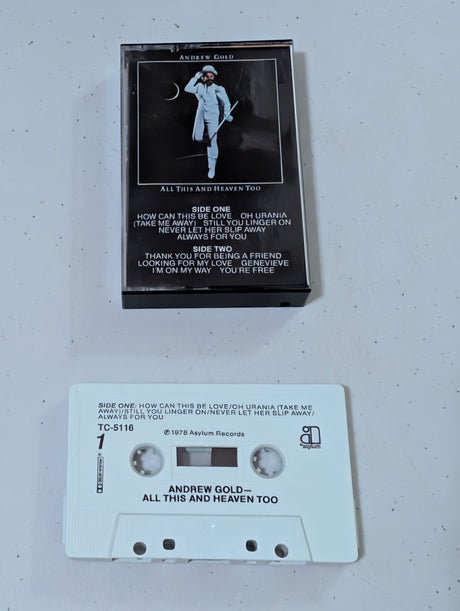 ANDREW GOLD
ALL THIS AND HEAVEN TOO
SIDE ONE
HOW CAN THIS BE LOVE OH URANIA
(TAKE ME AWAY) STILL YOU LINGER ON
NEVER LET HER SLIP AWAY
ALWAYS FOR YOU
SIDE TWO
THANK YOU FOR BEING A FRIEND
LOOKING FOR MY LOVE GENEVIEVE
I'M ON MY WAY YOU'RE FREE
SIDE ONE: HOW CAN THIS BE LOVE/OH URANIA (TAKE ME
AWAY)/STILL YOU LINGER ON/NEVER LET HER SLIP AWAY/
ALWAYS FOR YOU
TC-5116
℗1978 Asylum Records
asylum
1
ANDREW GOLD—
ALL THIS AND HEAVEN TOO